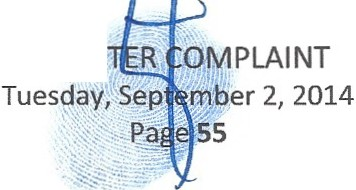 TER COMPLAINT
Tuesday, September 2, 2014
Page 55